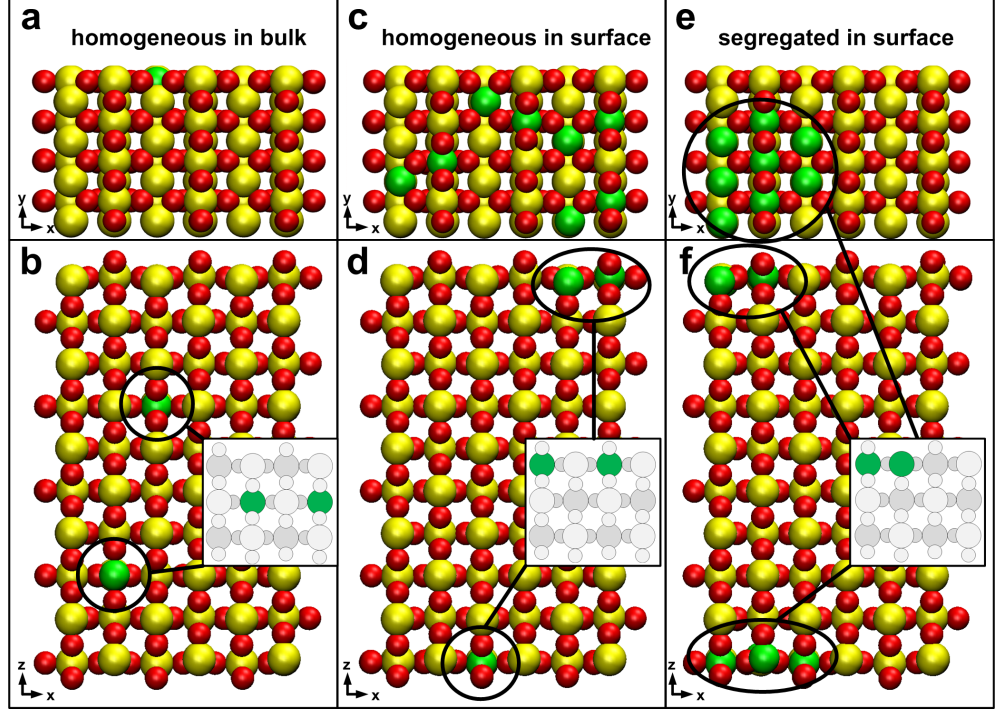 a
homogeneous in bulk
y
x
c
homogeneous in surface
y
x
e
segregated in surface
y
x
b
z
x
d
z
x
f
z
x